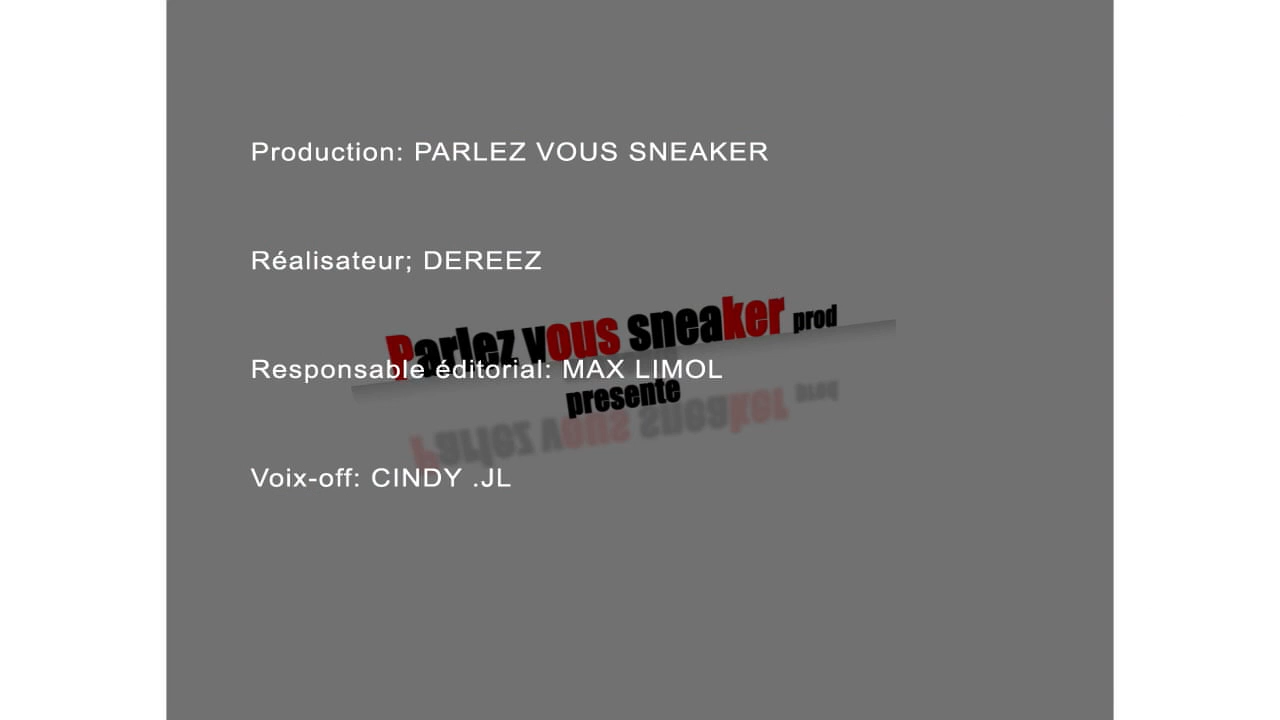 Production: PARLEZ VOUS SNEAKER
Réalisateur; DEREEZ
Parlez vous sneaker prod
Responsable éditorial: MAX LIMOL
presente
Voix-off: CINDY .JL